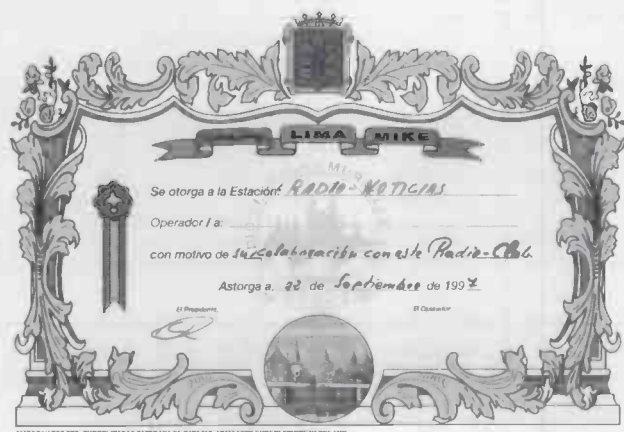 LIMA MIKE
Se otorga a la Estación: RADIO-NOTICIAS
Operador / a:
con motivo de su colaboración con este Radio-Club.
Astorga a, 22 de Septiembre de 1997
El Presidente
El Operador